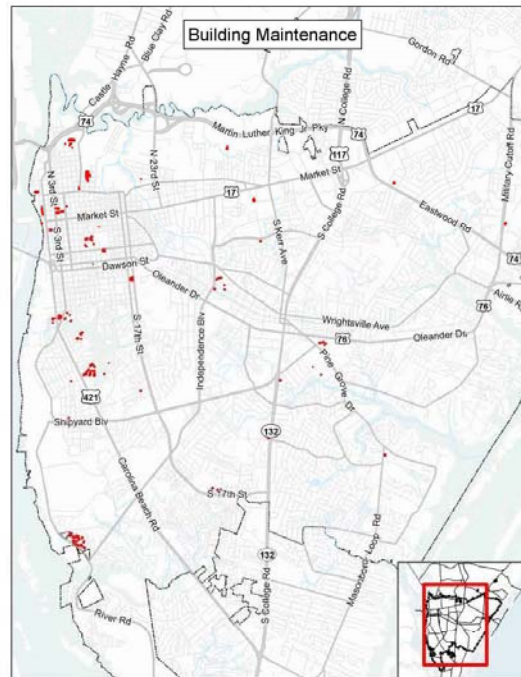 Building Maintenance
Castle Hayne Rd
Blue Clay Rd
Gordon Rd
N College Rd
17
74
Martin Luther King Jr Pky
74
117
Market St
Military Cutoff Rd
N 3rd St
N 23rd St
17
S College Rd
Market St
S Kerr Ave
Eastwood Rd
S 3rd St
Dawson St
74
Oleander Dr
Airlie R
76
S 17th St
Independence Blv
Wrightsville Ave
Oleander Ds
76
Pine Grove Dr
421
Shipyard Blv
132
Carolina Beach Rd
S 17th St
Masonboro Loop Rd
132
S College Rd
River Rd